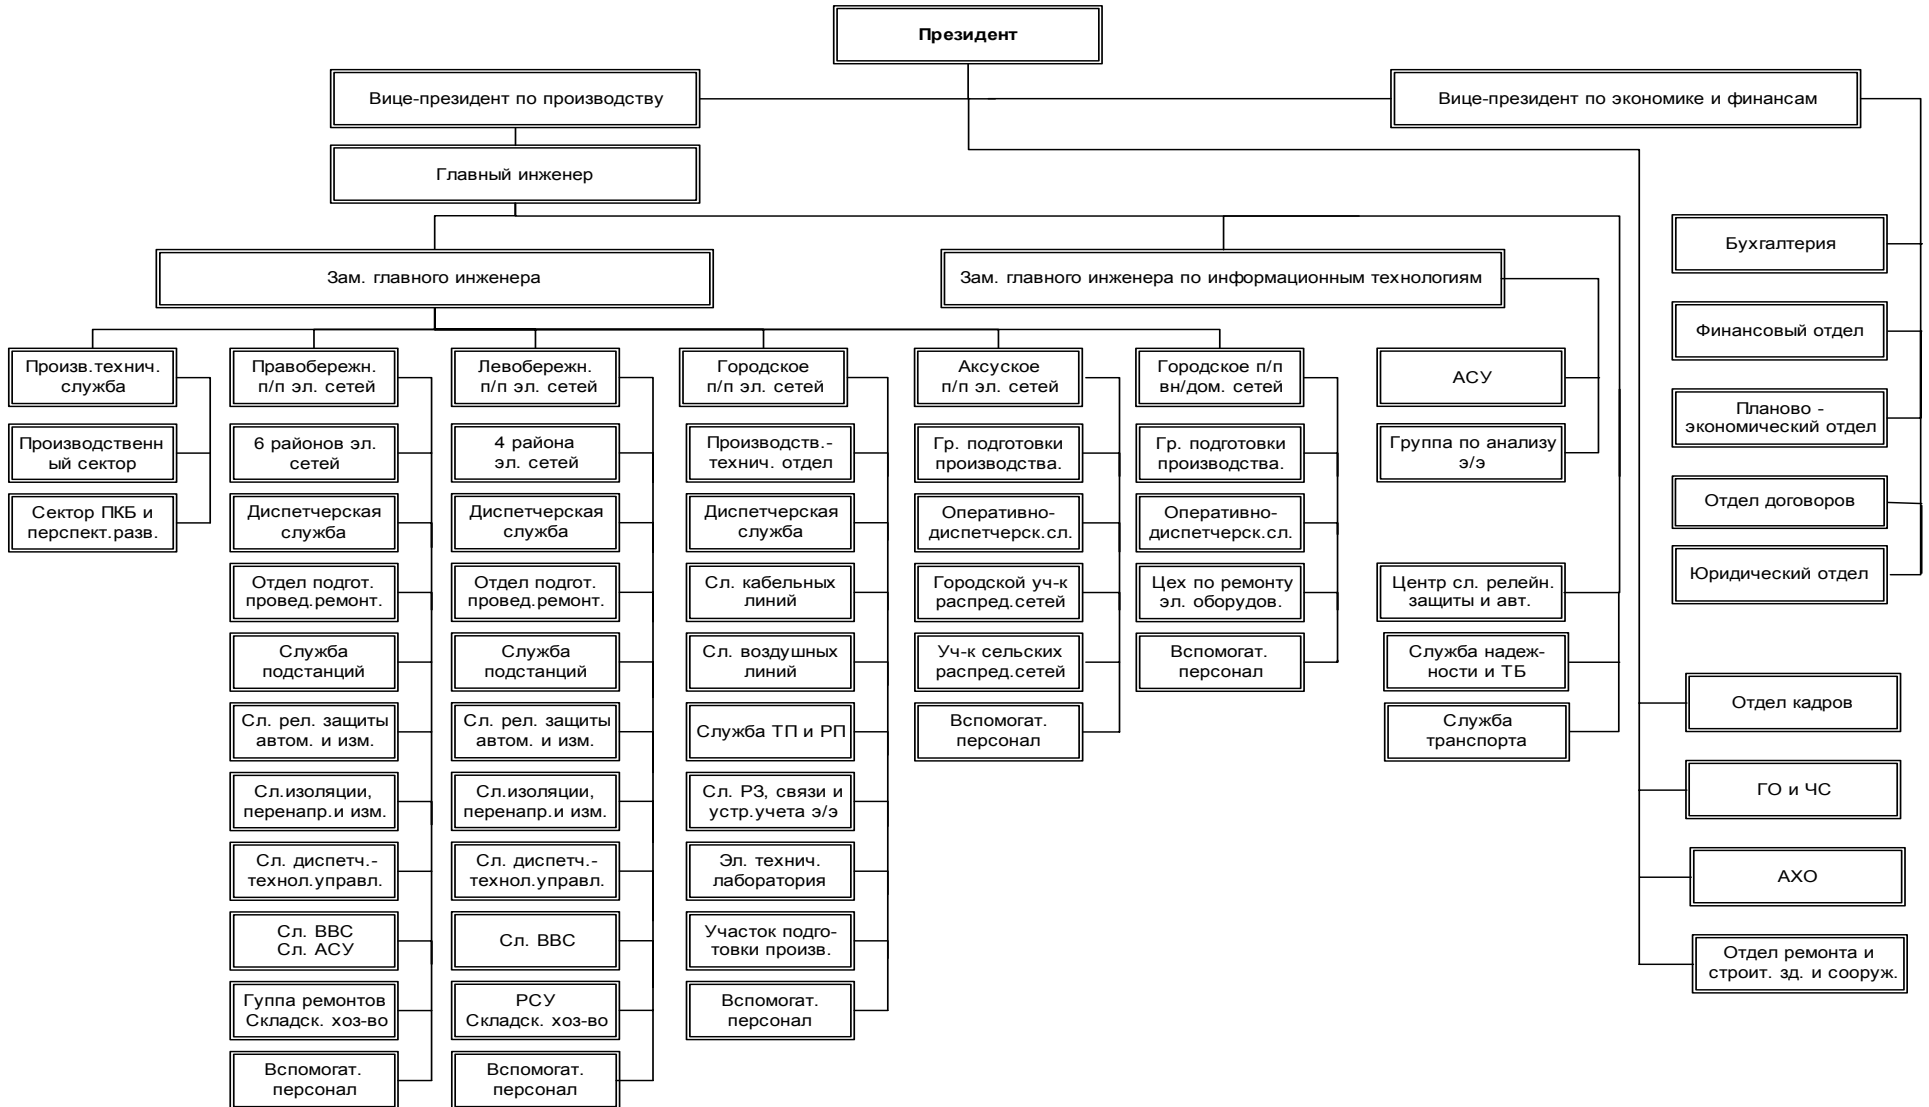 Президент
Вице-президент по производству
Вице-президент по экономике и финансам
Главный инженер
Зам. главного инженера
Зам. главного инженера по информационным технологиям
Произв.технич.
служба
Производственн
ый сектор
Сектор ПКБ и
перспект.разв.
Правобережн.
п/п эл. сетей
6 районов эл.
сетей
Диспетчерская
служба
Отдел подгот.
провед.ремонт.
Служба
подстанций
Сл. рел. защиты
автом. и изм.
Сл.изоляции,
перенапр.и изм.
Сл. диспетч.-
технол.управл.
Сл. ВВС
Сл. АСУ
Гуппа ремонтов
Складск. хоз-во
Вспомогат.
персонал
Левобережн.
п/п эл. сетей
4 района
эл. сетей
Диспетчерская
служба
Отдел подгот.
провед.ремонт.
Служба
подстанций
Сл. рел. защиты
автом. и изм.
Сл.изоляции,
перенапр.и изм.
Сл. диспетч.-
технол.управл.
Сл. ВВС
РСУ
Складск. хоз-во
Вспомогат.
персонал
Городское
п/п эл. сетей
Производств.-
технич. отдел
Диспетчерская
служба
Сл. кабельных
линий
Сл. воздушных
линий
Служба ТП и РП
Сл. РЗ, связи и
устр.учета э/э
Эл. технич.
лаборатория
Участок подго-
товки произв.
Вспомогат.
персонал
Аксуское
п/п эл. сетей
Гр. подготовки
производства.
Оперативно-
диспетчерск.сл.
Городской уч-к
распред.сетей
Уч-к сельских
распред.сетей
Вспомогат.
персонал
Городское п/п
вн/дом. сетей
Гр. подготовки
производства.
Оперативно-
диспетчерск.сл.
Цех по ремонту
эл. оборудов.
Вспомогат.
персонал
АСУ
Группа по анализу
э/э
Центр сл. релейн.
защиты и авт.
Служба надеж-
ности и ТБ
Служба
транспорта
Бухгалтерия
Финансовый отдел
Планово -
экономический отдел
Отдел договоров
Юридический отдел
Отдел кадров
ГО и ЧС
АХО
Отдел ремонта и
строит. зд. и сооруж.